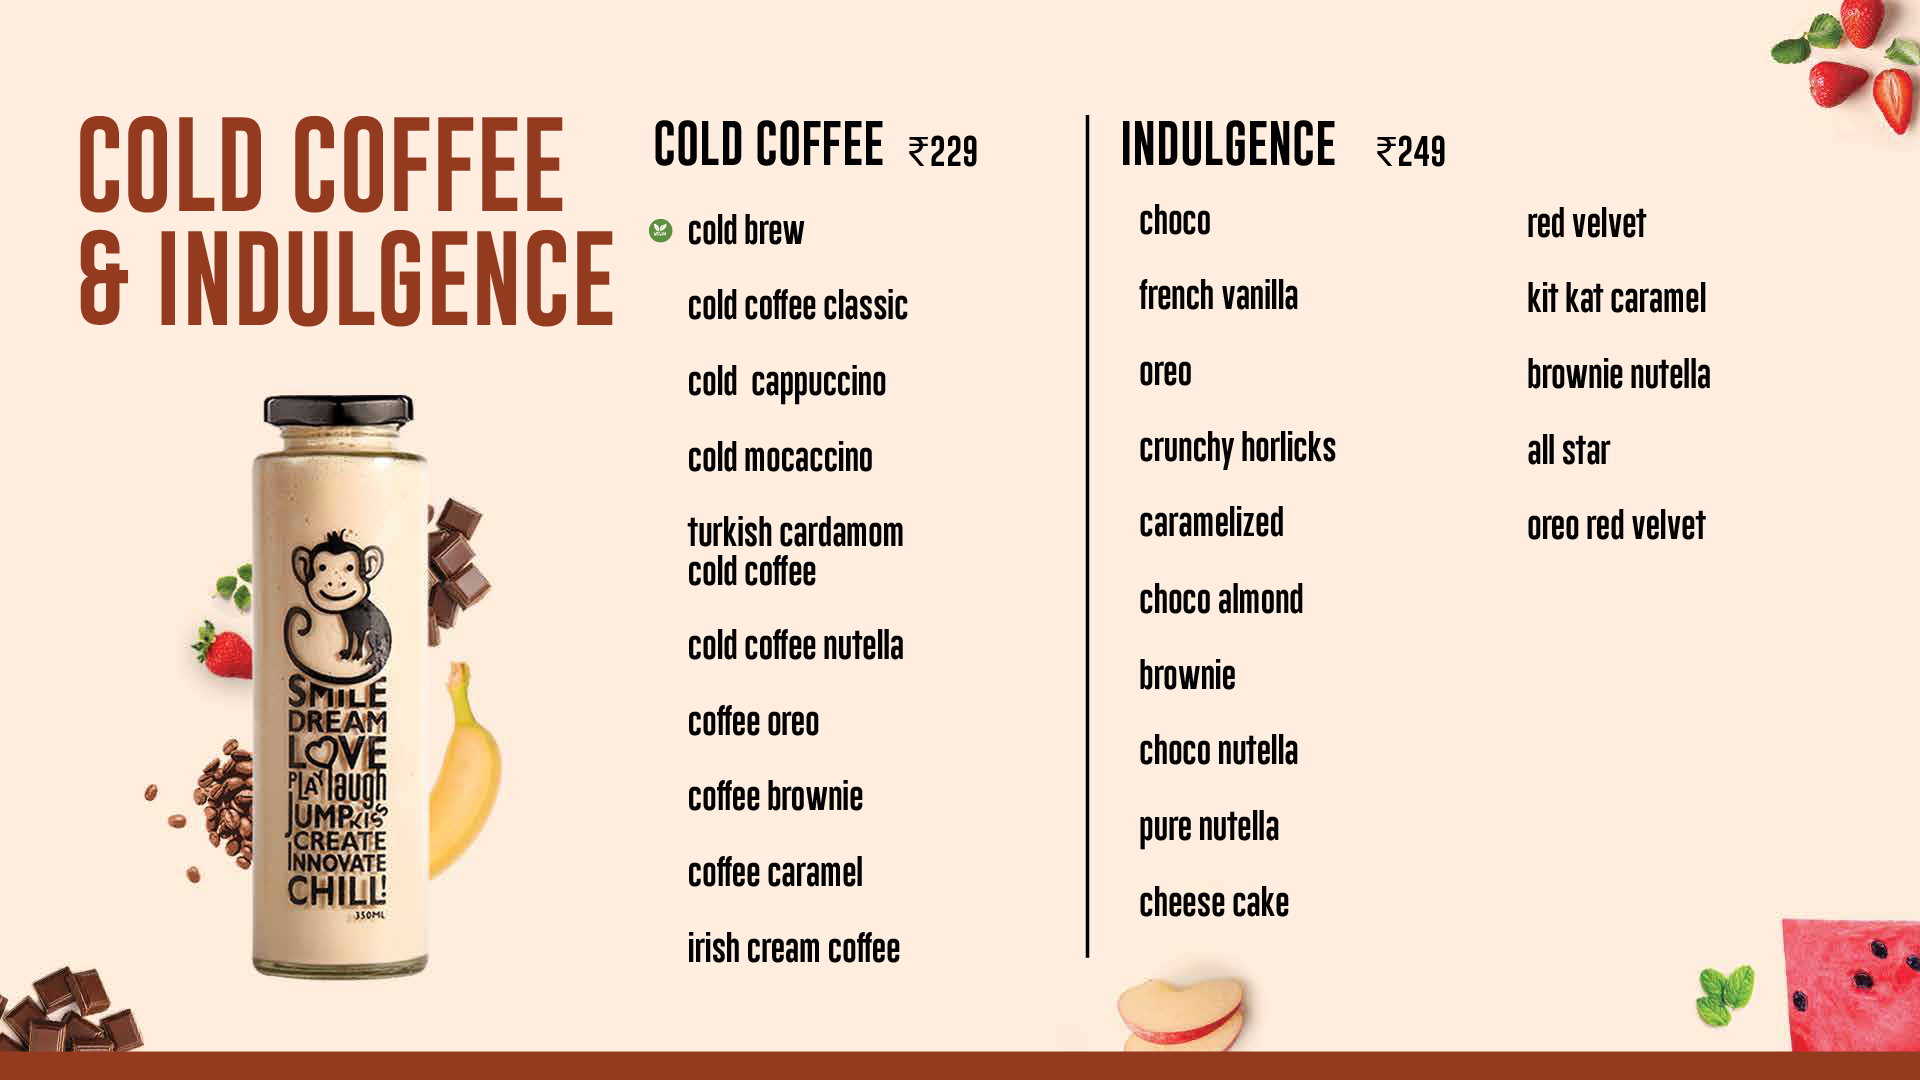 COLD COFFEE
& INDULGENCE
COLD COFFEE ₹229
cold brew
cold coffee classic
cold cappuccino
cold mocaccino
turkish cardamom
cold coffee
cold coffee nutella
coffee oreo
coffee brownie
coffee caramel
irish cream coffee
INDULGENCE ₹249
choco
french vanilla
oreo
crunchy horlicks
caramelized
choco almond
brownie
choco nutella
pure nutella
cheese cake
red velvet
kit kat caramel
brownie nutella
all star
oreo red velvet
SMILE
DREAM
LOVE
PLAY laugh
JUMP KISS
CREATE
INNOVATE
CHILL!
350ML